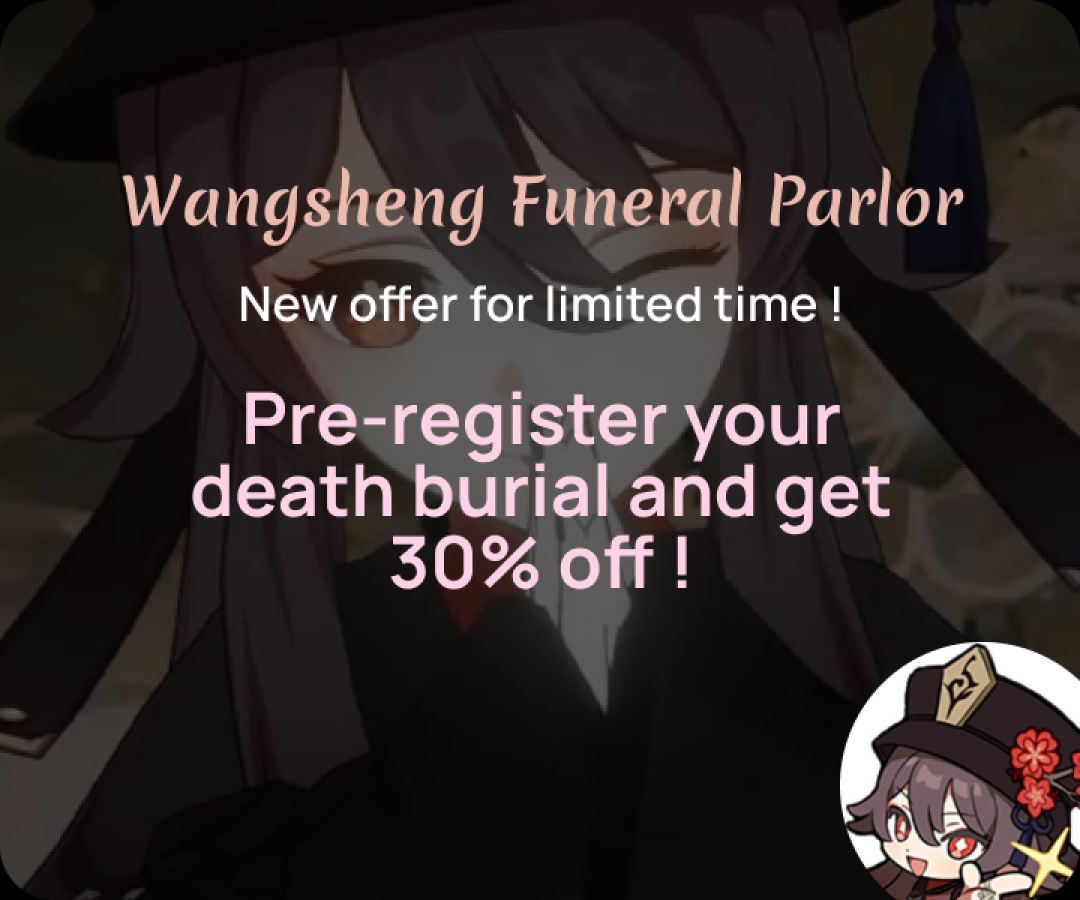 Wangsheng Funeral Parlor
New offer for limited time !
Pre-register your
death burial and get
30% off !